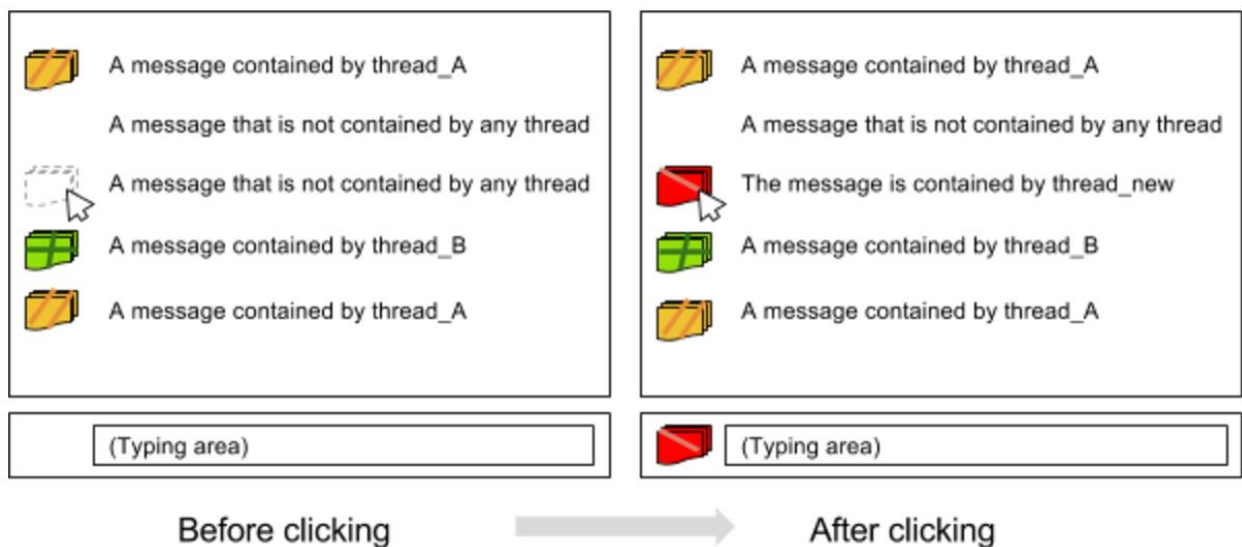 A message contained by thread_A
A message that is not contained by any thread
A message that is not contained by any thread
A message contained by thread_B
A message contained by thread_A
(Typing area)
Before clicking
A message contained by thread_A
A message that is not contained by any thread
The message is contained by thread_new
A message contained by thread_B
A message contained by thread_A
(Typing area)
After clicking